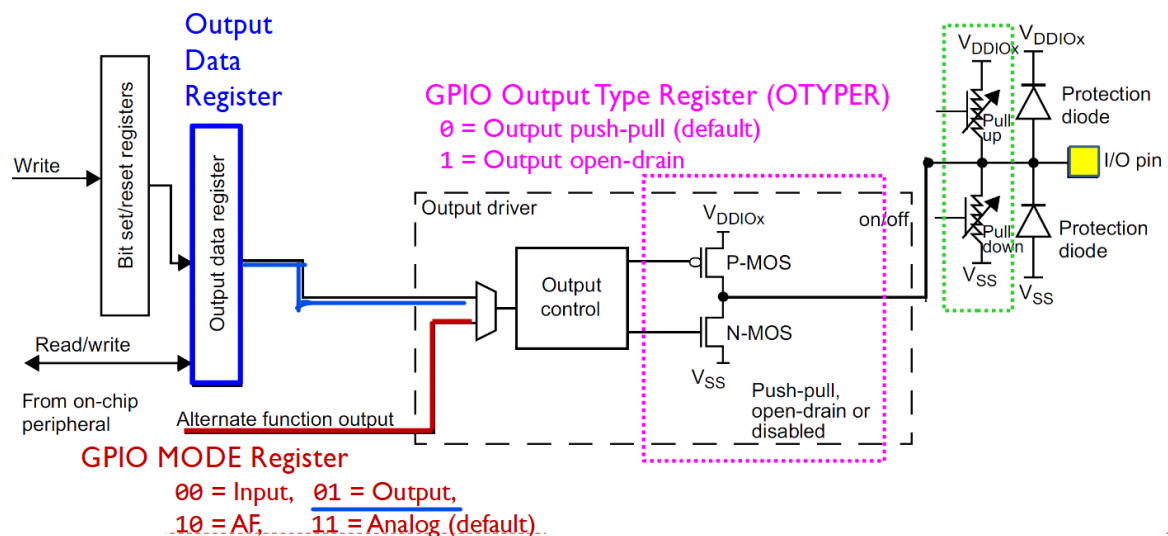 Output
Data
Register
Bit set/reset registers
Output data register
Write
Read/write
From on-chip
peripheral
Alternate function output
GPIO MODE Register
00 = Input, 01 = Output,
10 = AF, 11 = Analog (default)
GPIO Output Type Register (OTYPER)
0 = Output push-pull (default)
1 = Output open-drain
Output driver
Output
control
VDDIOx
P-MOS
N-MOS
VSS
Push-pull,
open-drain or
disabled
on/off
VDDIOx
Pull
up
Pull
down
VSS
VDDIOx
Protection
diode
I/O pin
Protection
diode
VSS